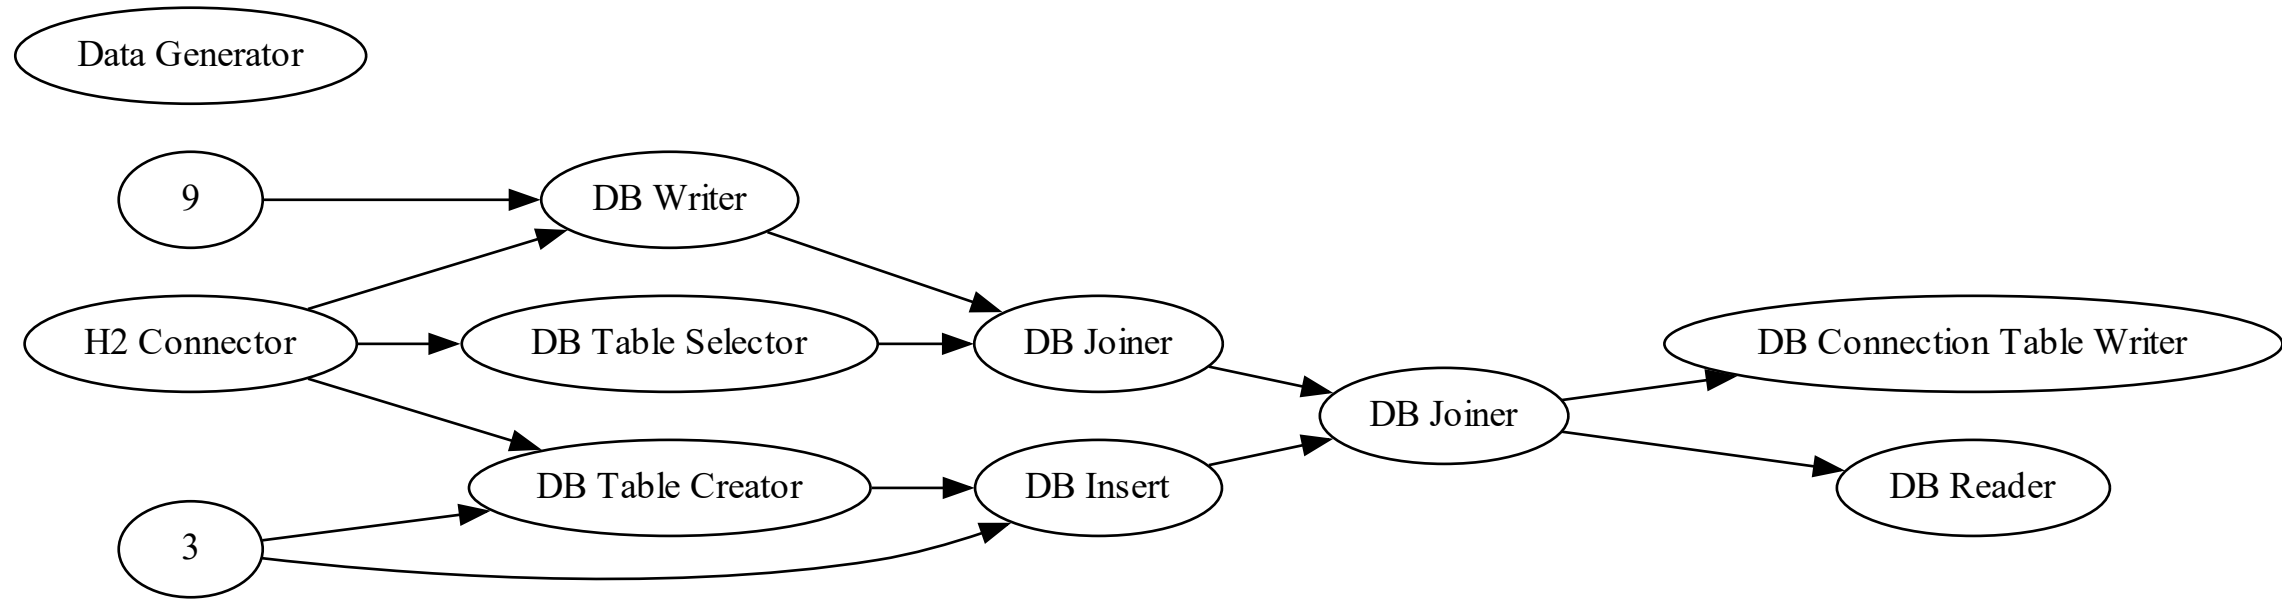 Data Generator
9
DB Writer
H2 Connector
DB Table Selector
DB Joiner
DB Connection Table Writer
DB Joiner
DB Table Creator
DB Insert
DB Reader
3